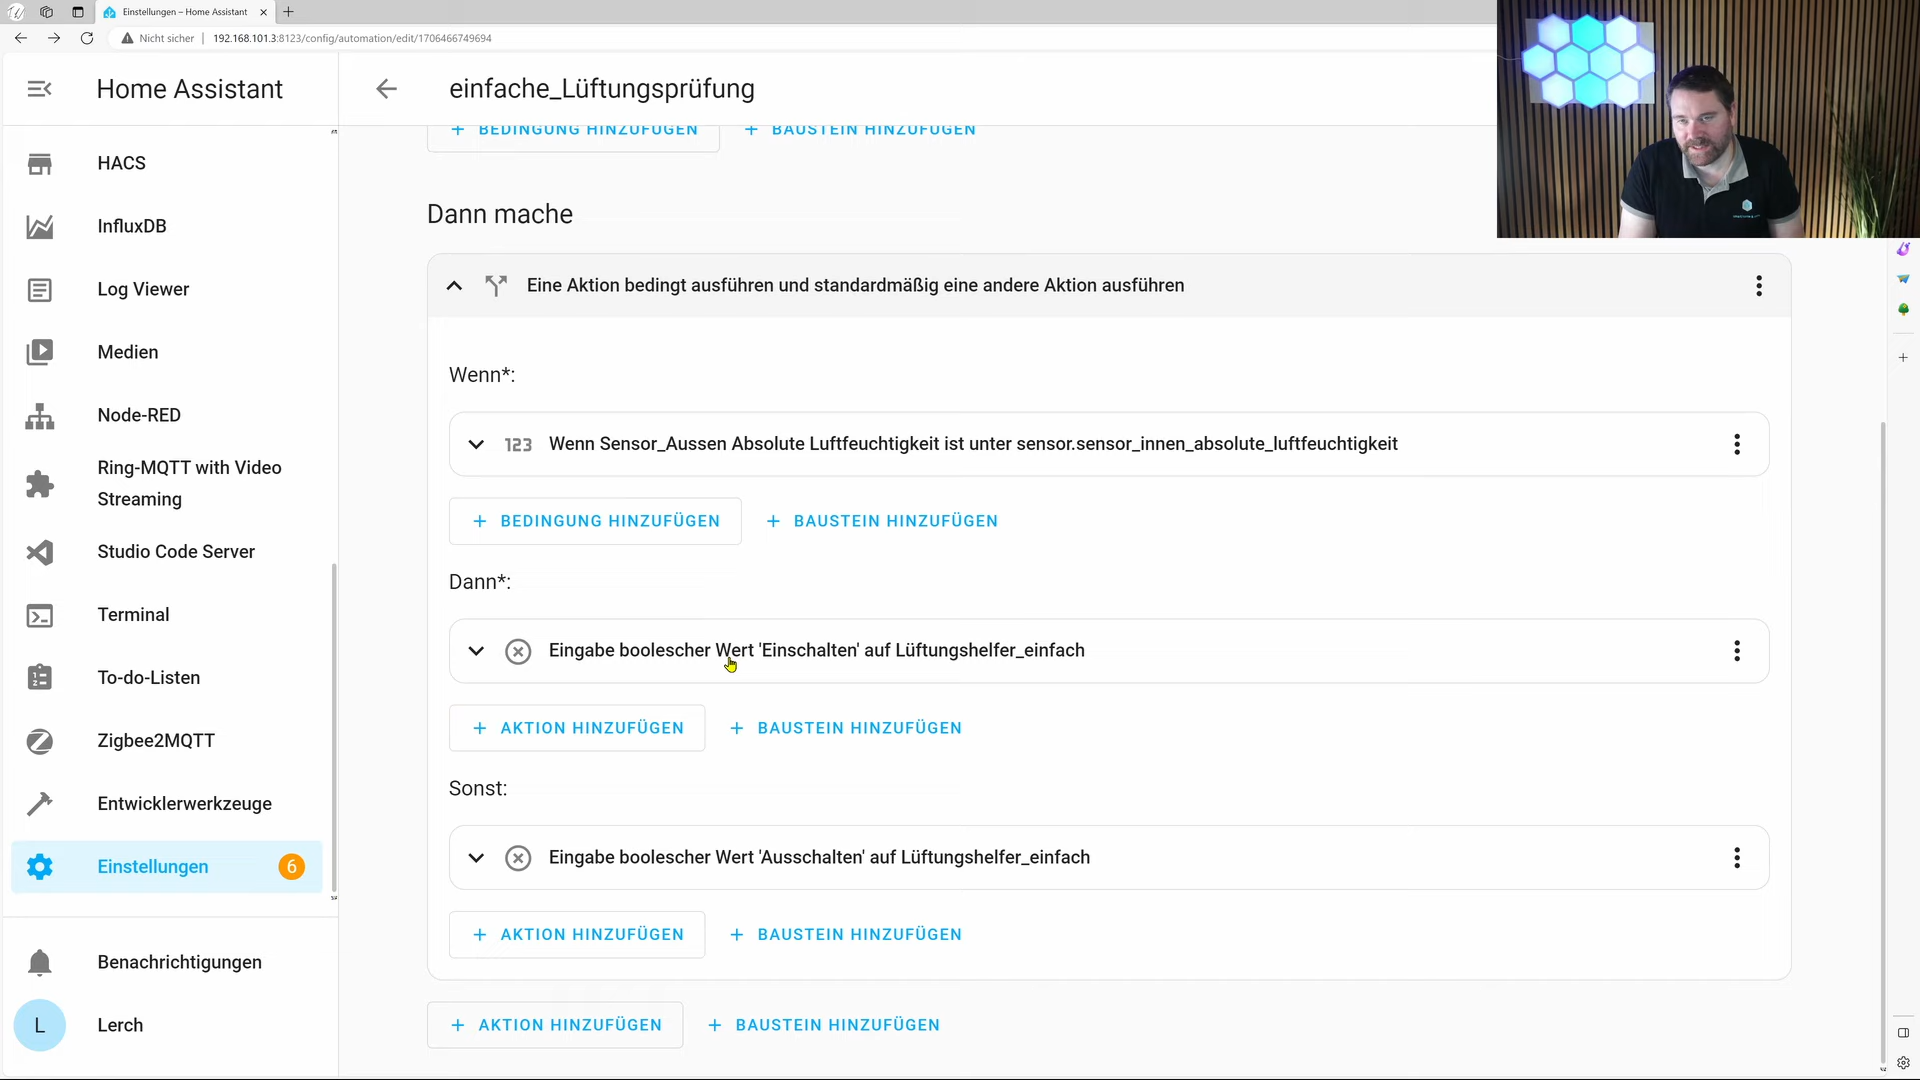 Einstellungen – Home Assistant
Nicht sicher
192.168.101.3:8123/config/automation/edit/1706466749694
Home Assistant
einfache_Lüftungsprüfung
BEDINGUNG HINZUFÜGEN
BAUSTEIN HINZUFÜGEN
HACS
InfluxDB
Log Viewer
Medien
Node-RED
Ring-MQTT with Video
Streaming
Studio Code Server
Terminal
To-do-Listen
Zigbee2MQTT
Entwicklerwerkzeuge
Einstellungen
6
Benachrichtigungen
L
Lerch
Dann mache
Eine Aktion bedingt ausführen und standardmäßig eine andere Aktion ausführen
Wenn*:
123
Wenn Sensor_Aussen Absolute Luftfeuchtigkeit ist unter sensor.sensor_innen_absolute_luftfeuchtigkeit
BEDINGUNG HINZUFÜGEN
BAUSTEIN HINZUFÜGEN
Dann*:
Eingabe boolescher Wert 'Einschalten' auf Lüftungshelfer_einfach
AKTION HINZUFÜGEN
BAUSTEIN HINZUFÜGEN
Sonst:
Eingabe boolescher Wert 'Ausschalten' auf Lüftungshelfer_einfach
AKTION HINZUFÜGEN
BAUSTEIN HINZUFÜGEN
AKTION HINZUFÜGEN
BAUSTEIN HINZUFÜGEN